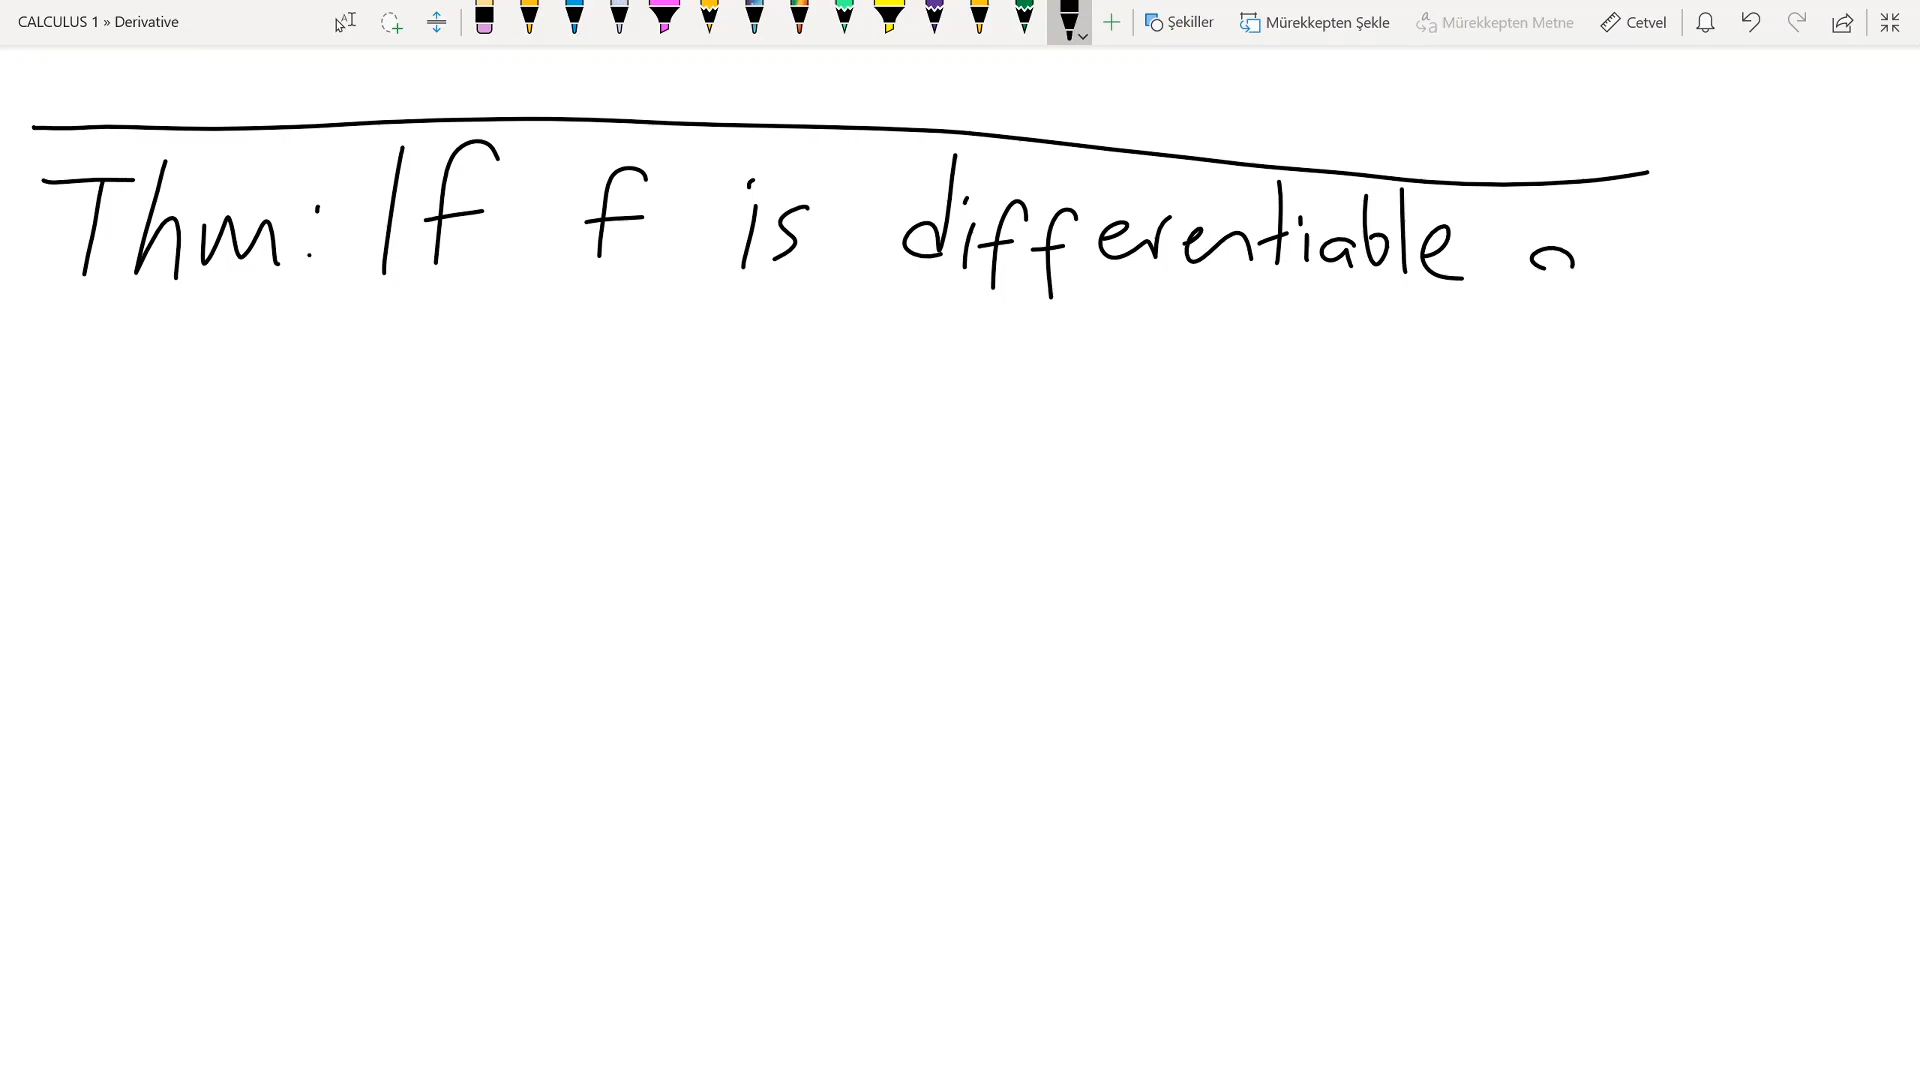 CALCULUS 1 » Derivative Şekiller Mürekkepten Şekle Mürekkepten Metne Cetvel
Thm: If f is differentiable